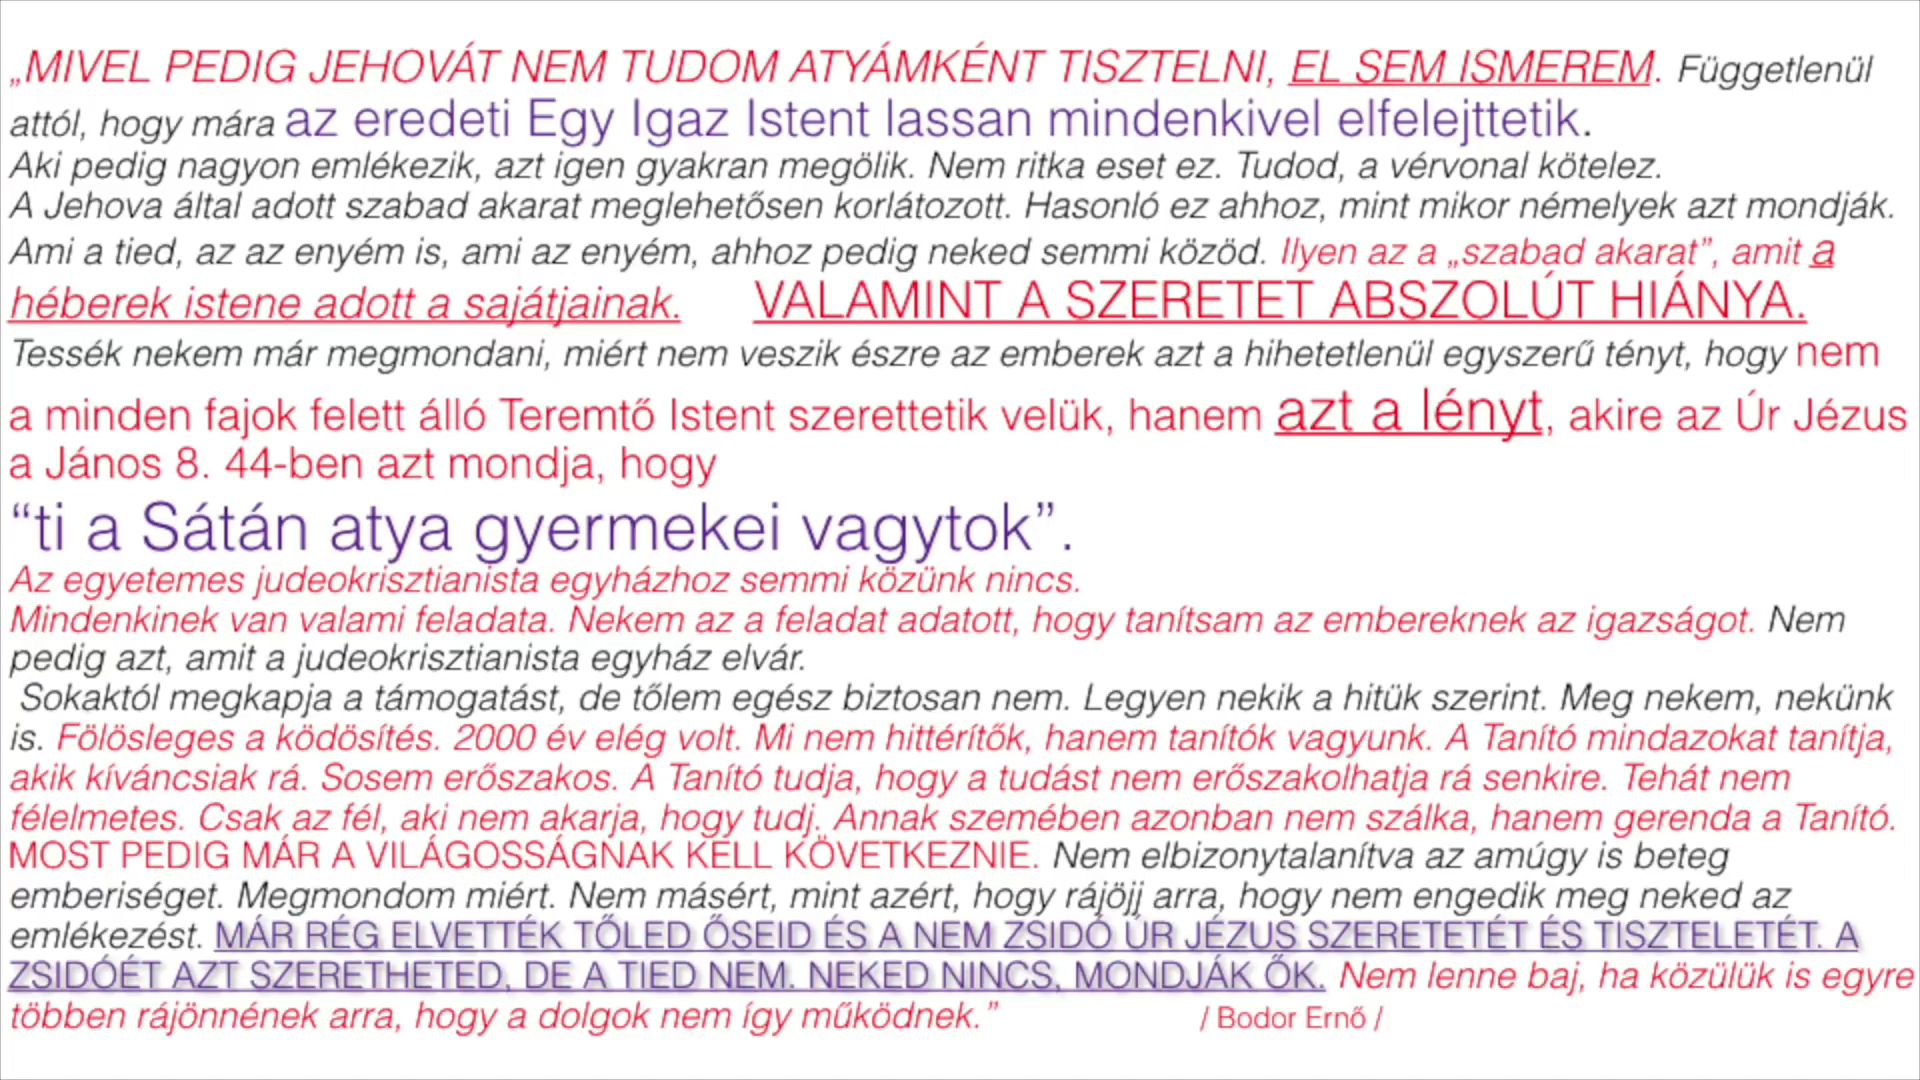 „MIVEL PEDIG JEHOVÁT NEM TUDOM ATYÁMKÉNT TISZTELNI, EL SEM ISMEREM. Függetlenül
attól, hogy mára az eredeti Egy Igaz Istent lassan mindenkivel elfelejttetik.
Aki pedig nagyon emlékezik, azt igen gyakran megölik. Nem ritka eset ez. Tudod, a vérvonal kötelez.
A Jehova által adott szabad akarat meglehetősen korlátozott. Hasonló ez ahhoz, mint mikor némelyek azt mondják.
Ami a tied, az az enyém is, ami az enyém, ahhoz pedig neked semmi közöd. Ilyen az a „szabad akarat”, amit a
héberek istene adott a sajátjainak. VALAMINT A SZERETET ABSZOLÚT HIÁNYA.
Tessék nekem már megmondani, miért nem veszik észre az emberek azt a hihetetlenül egyszerű tényt, hogy nem
a minden fajok felett álló Teremtő Istent szerettetik velük, hanem azt a lényt, akire az Úr Jézus
a János 8. 44-ben azt mondja, hogy
“ti a Sátán atya gyermekei vagytok”.
Az egyetemes judeokrisztianista egyházhoz semmi közünk nincs.
Mindenkinek van valami feladata. Nekem az a feladat adatott, hogy tanítsam az embereknek az igazságot. Nem
pedig azt, amit a judeokrisztianista egyház elvár.
Sokaktól megkapja a támogatást, de tőlem egész biztosan nem. Legyen nekik a hitük szerint. Meg nekem, nekünk
is. Fölösleges a ködösítés. 2000 év elég volt. Mi nem hittérítők, hanem tanítók vagyunk. A Tanító mindazokat tanítja,
akik kíváncsiak rá. Sosem erőszakos. A Tanító tudja, hogy a tudást nem erőszakolhatja rá senkire. Tehát nem
félelmetes. Csak az fél, aki nem akarja, hogy tudj. Annak szemében azonban nem szálka, hanem gerenda a Tanító.
MOST PEDIG MÁR A VILÁGOSSÁGNAK KELL KÖVETKEZNIE. Nem elbizonytalanítva az amúgy is beteg
emberiséget. Megmondom miért. Nem másért, mint azért, hogy rájöjj arra, hogy nem engedik meg neked az
emlékezést. MÁR RÉG ELVETTÉK TŐLED ŐSEID ÉS A NEM ZSIDÓ ÚR JÉZUS SZERETETÉT ÉS TISZTELETÉT. A
ZSIDÓÉT AZT SZERETHETED, DE A TIED NEM. NEKED NINCS, MONDJÁK ŐK. Nem lenne baj, ha közülük is egyre
többen rájönnének arra, hogy a dolgok nem így működnek.” / Bodor Ernő /